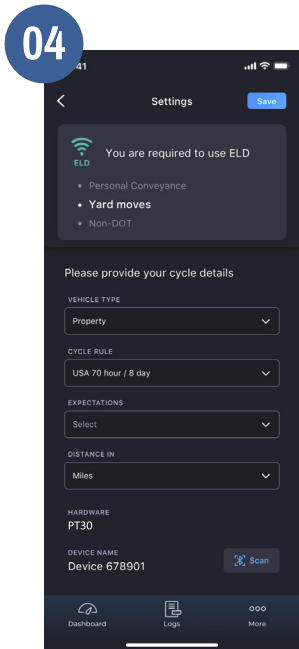 04
41
Settings
Save
ELD
You are required to use ELD
• Personal Conveyance
• Yard moves
• Non-DOT
Please provide your cycle details
VEHICLE TYPE
Property
CYCLE RULE
USA 70 hour / 8 day
EXPECTATIONS
Select
DISTANCE IN
Miles
HARDWARE
PT30
DEVICE NAME
Device 678901
Scan
Dashboard
Logs
More